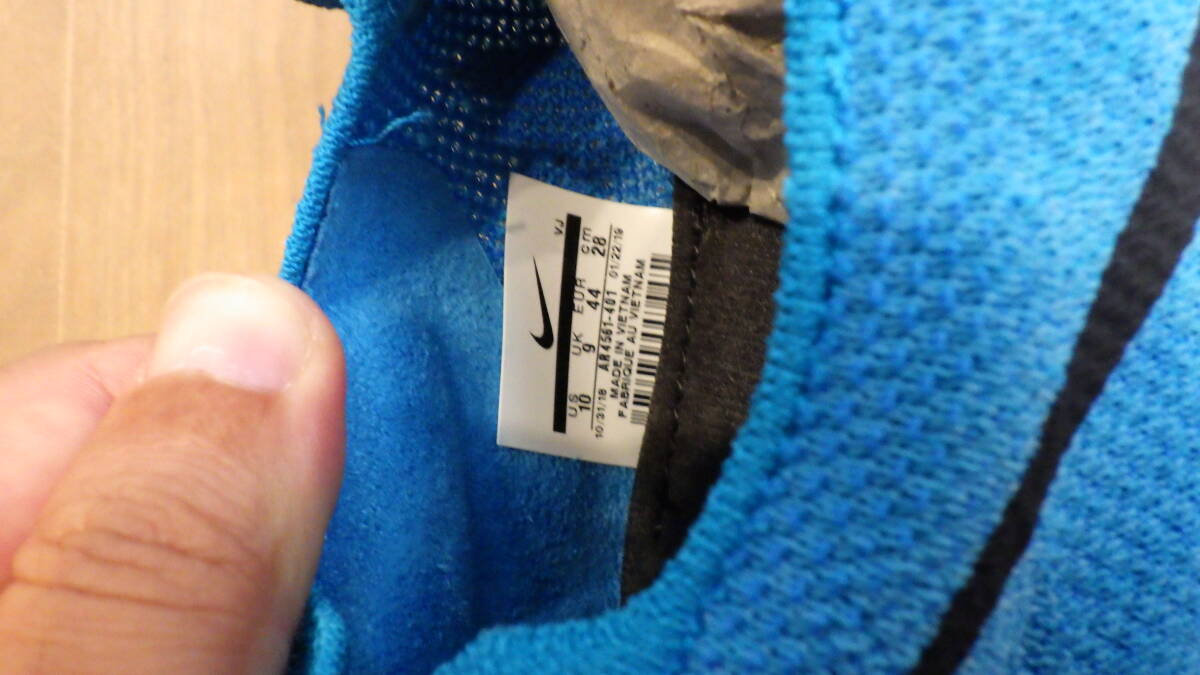 VJ
US UK EUR cm
10 9 44 28
10/31/18 AR4561-401 01/22/19
MADE IN VIETNAM
FABRIQUE AU VIETNAM